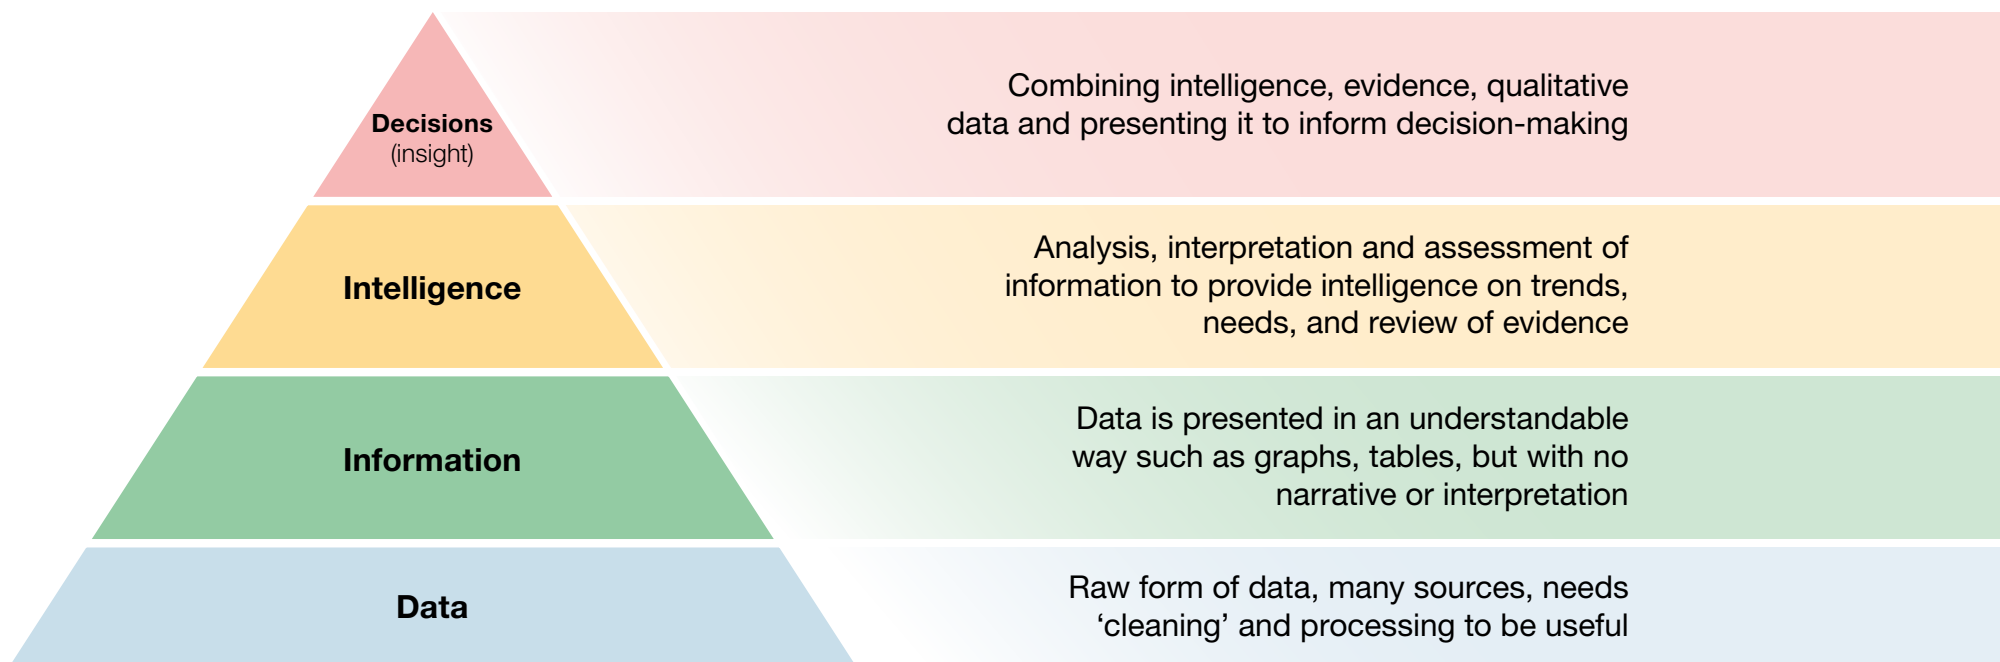 Decisions
(insight)
Combining intelligence, evidence, qualitative
data and presenting it to inform decision-making
Intelligence
Analysis, interpretation and assessment of
information to provide intelligence on trends,
needs, and review of evidence
Information
Data is presented in an understandable
way such as graphs, tables, but with no
narrative or interpretation
Data
Raw form of data, many sources, needs
‘cleaning’ and processing to be useful